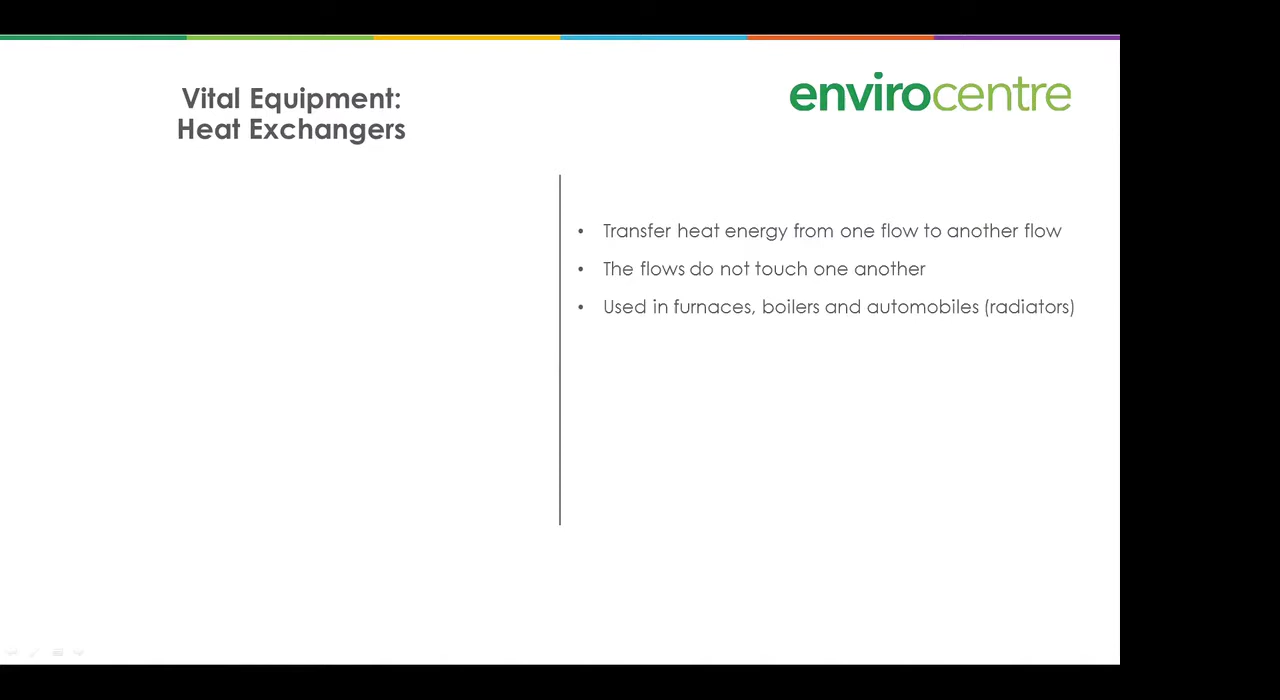 Vital Equipment:
Heat Exchangers
envirocentre
• Transfer heat energy from one flow to another flow
• The flows do not touch one another
• Used in furnaces, boilers and automobiles (radiators)